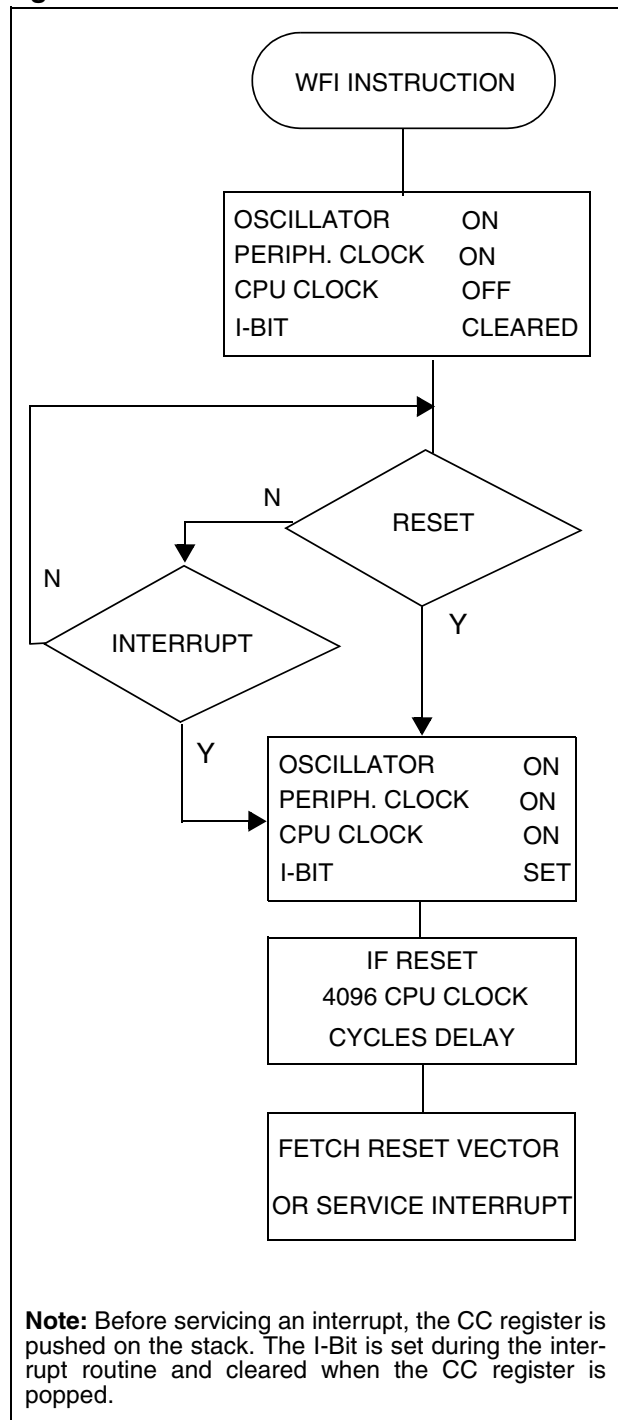 WFI INSTRUCTION
OSCILLATOR ON
PERIPH. CLOCK ON
CPU CLOCK OFF
I-BIT CLEARED
N
RESET
N
INTERRUPT
Y
Y
OSCILLATOR ON
PERIPH. CLOCK ON
CPU CLOCK ON
I-BIT SET
IF RESET
4096 CPU CLOCK
CYCLES DELAY
FETCH RESET VECTOR
OR SERVICE INTERRUPT
Note: Before servicing an interrupt, the CC register is
pushed on the stack. The I-Bit is set during the inter-
rupt routine and cleared when the CC register is
popped.